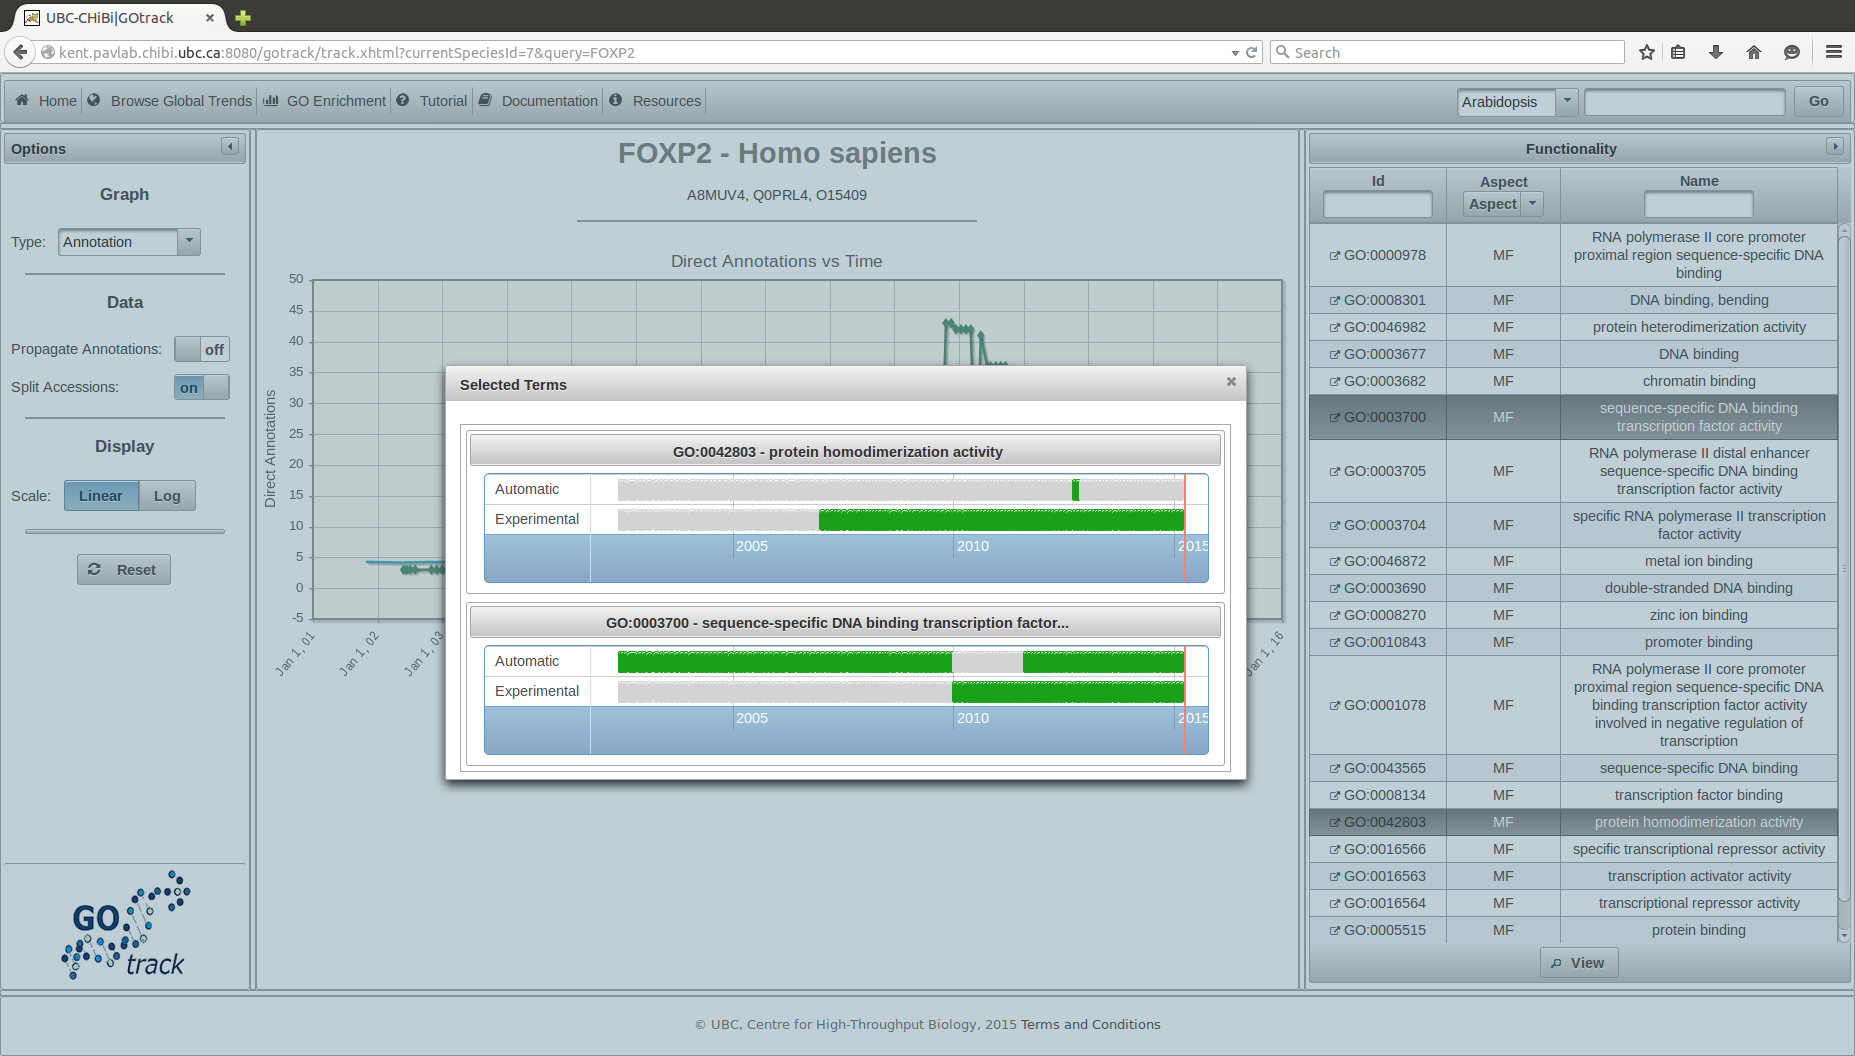 UBC-CHiBi|GOtrack
kent.pavlab.chibi.ubc.ca:8080/gotrack/track.xhtml?currentSpeciesId=7&query=FOXP2
Search
Home
Browse Global Trends
GO Enrichment
Tutorial
Documentation
Resources
Arabidopsis
Go
Options
Graph
Type: Annotation
Data
Propagate Annotations: off
Split Accessions: on
Display
Scale: Linear Log
Reset
GO
track
FOXP2 - Homo sapiens
A8MUV4, Q0PRL4, O15409
Direct Annotations vs Time
Direct Annotations
50
45
40
35
30
25
20
15
10
5
0
-5
Jan 1, 01
Jan 1, 02
Jan 1, 03
Jan 1, 16
Selected Terms
GO:0042803 - protein homodimerization activity
Automatic
Experimental
2005 2010 2015
GO:0003700 - sequence-specific DNA binding transcription factor...
Automatic
Experimental
2005 2010 2015
Functionality
Id Aspect Name
Aspect
GO:0000978 MF RNA polymerase II core promoter
proximal region sequence-specific DNA
binding
GO:0008301 MF DNA binding, bending
GO:0046982 MF protein heterodimerization activity
GO:0003677 MF DNA binding
GO:0003682 MF chromatin binding
GO:0003700 MF sequence-specific DNA binding
transcription factor activity
GO:0003705 MF RNA polymerase II distal enhancer
sequence-specific DNA binding
transcription factor activity
GO:0003704 MF specific RNA polymerase II transcription
factor activity
GO:0046872 MF metal ion binding
GO:0003690 MF double-stranded DNA binding
GO:0008270 MF zinc ion binding
GO:0010843 MF promoter binding
GO:0001078 MF RNA polymerase II core promoter
proximal region sequence-specific DNA
binding transcription factor activity
involved in negative regulation of
transcription
GO:0043565 MF sequence-specific DNA binding
GO:0008134 MF transcription factor binding
GO:0042803 MF protein homodimerization activity
GO:0016566 MF specific transcriptional repressor activity
GO:0016563 MF transcription activator activity
GO:0016564 MF transcriptional repressor activity
GO:0005515 MF protein binding
View
© UBC, Centre for High-Throughput Biology, 2015 Terms and Conditions